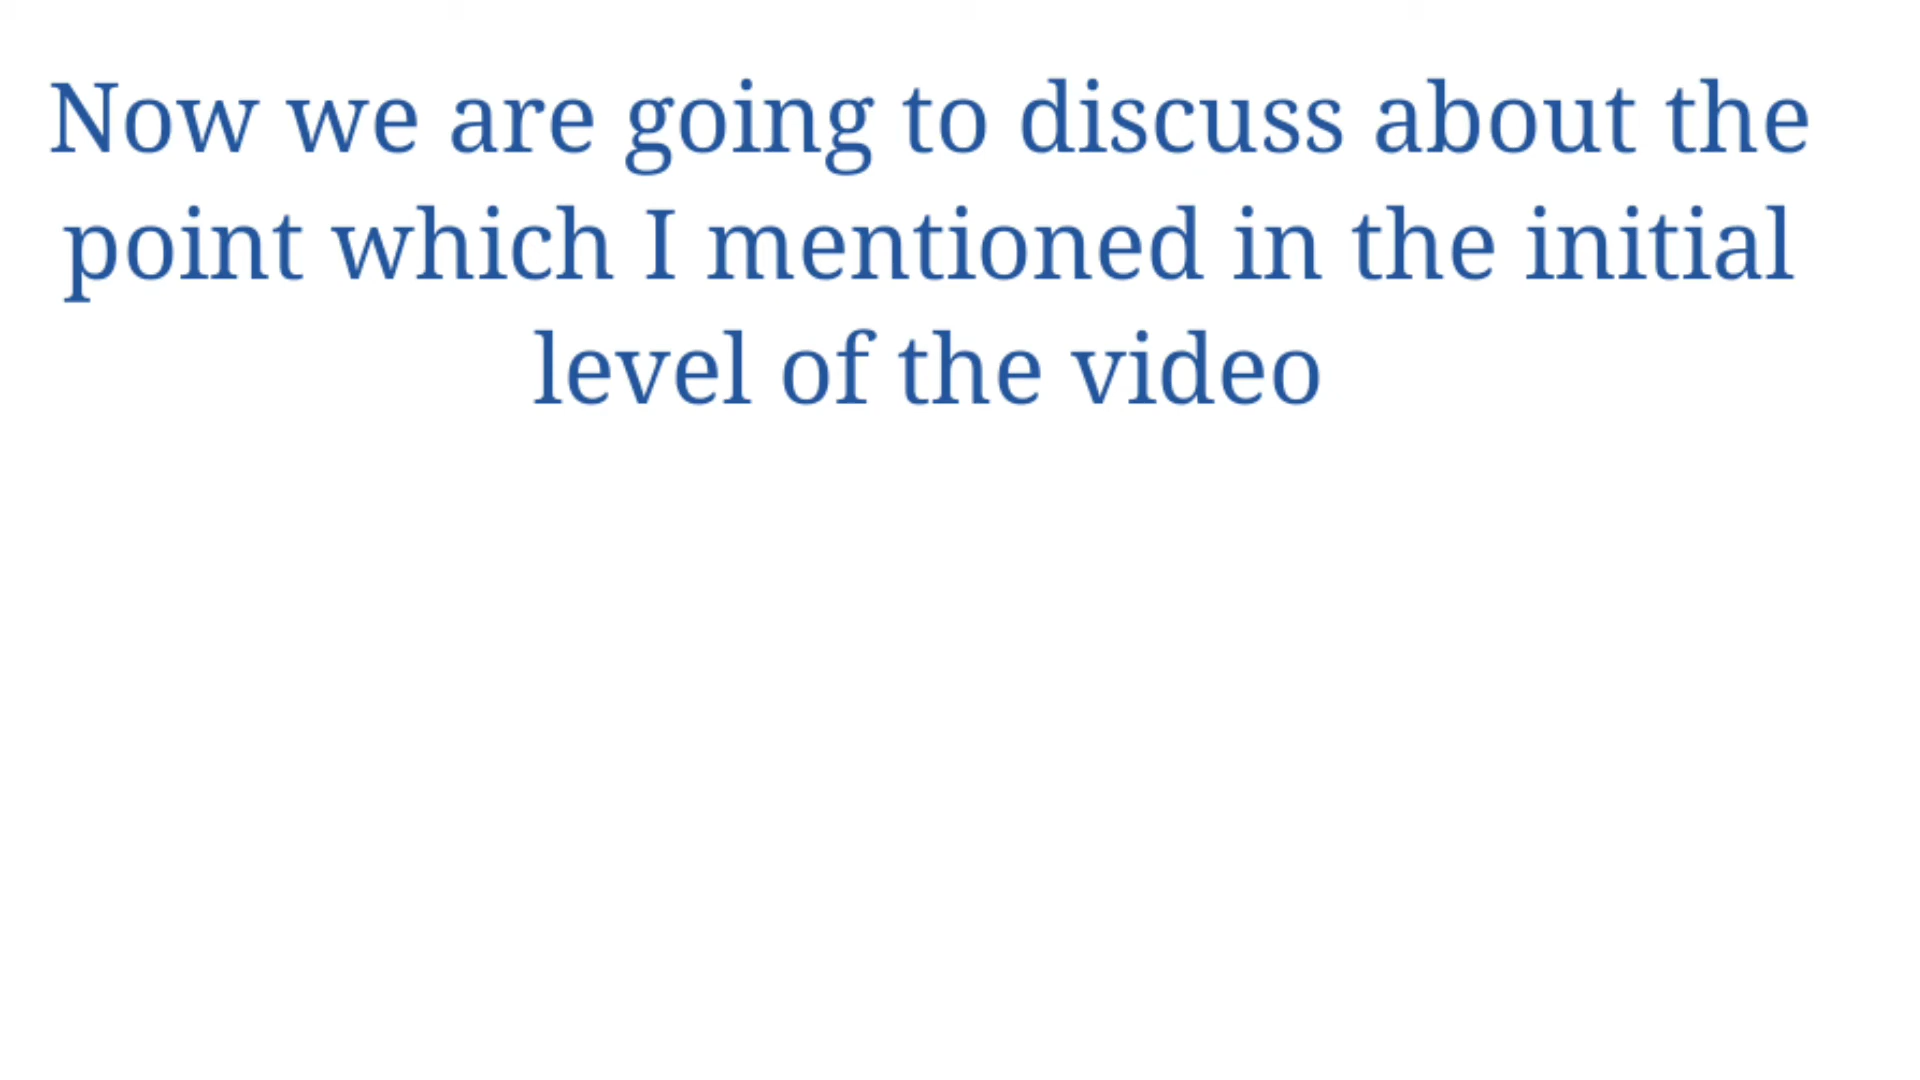 Now we are going to discuss about the
point which I mentioned in the initial
level of the video